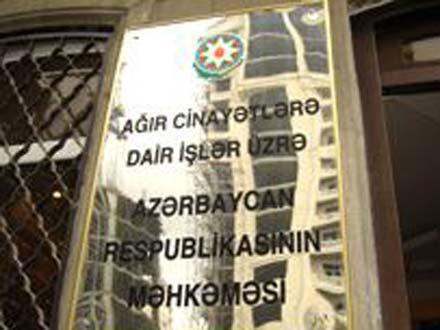 AĞIR CİNAYƏTLƏRƏ
DAİR İŞLƏR ÜZRƏ
AZƏRBAYCAN
RESPUBLİKASININ
MƏHKƏMƏSİ